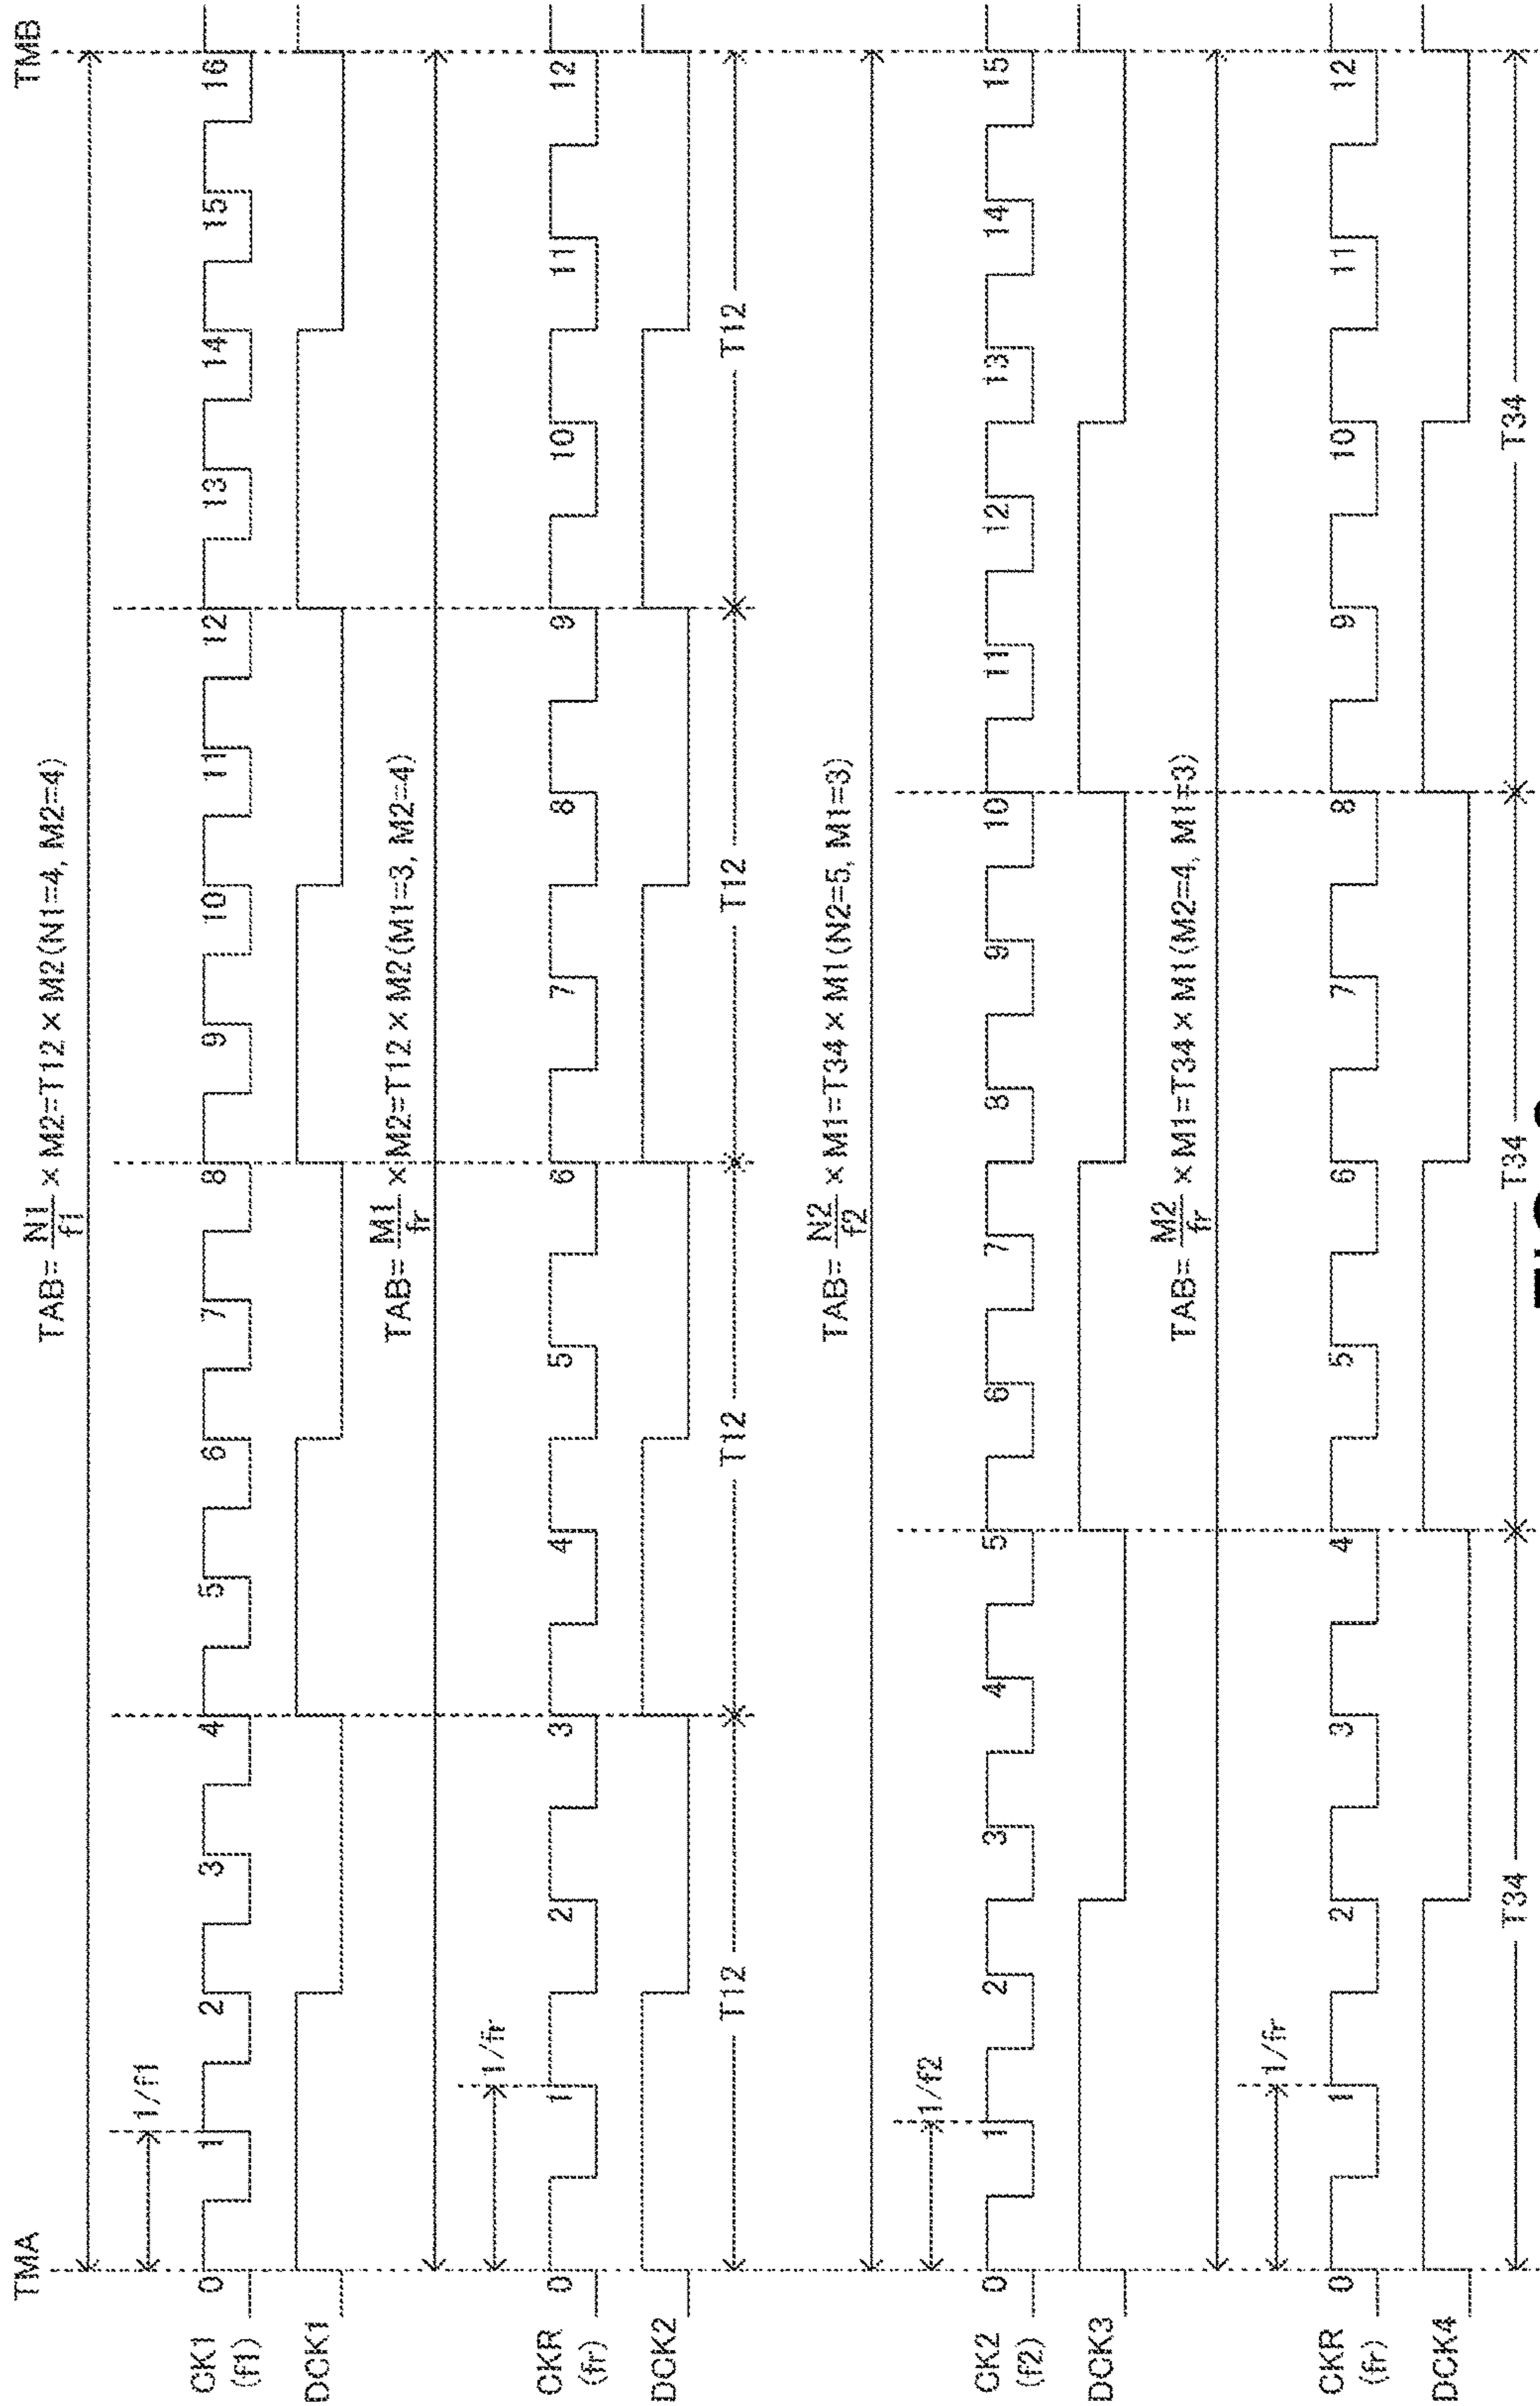 TMA
TMB
TAB= N1/f1 ×M2=T12×M2(N1=4, M2=4)
1/f1
CK1 0 1 2 3 4 5 6 7 8 9 10 11 12 13 14 15 16
(f1)
DCK1
TAB= M1/fr ×M2=T12×M2(M1=3, M2=4)
1/fr
CKR 0 1 2 3 4 5 6 7 8 9 10 11 12
(fr)
DCK2
T12 T12 T12 T12
TAB= N2/f2 ×M1=T34×M1(N2=5, M1=3)
1/f2
CK2 0 1 2 3 4 5 6 7 8 9 10 11 12 13 14 15
(f2)
DCK3
TAB= M2/fr ×M1=T34×M1(M2=4, M1=3)
1/fr
CKR 0 1 2 3 4 5 6 7 8 9 10 11 12
(fr)
DCK4
T34 T34 T34